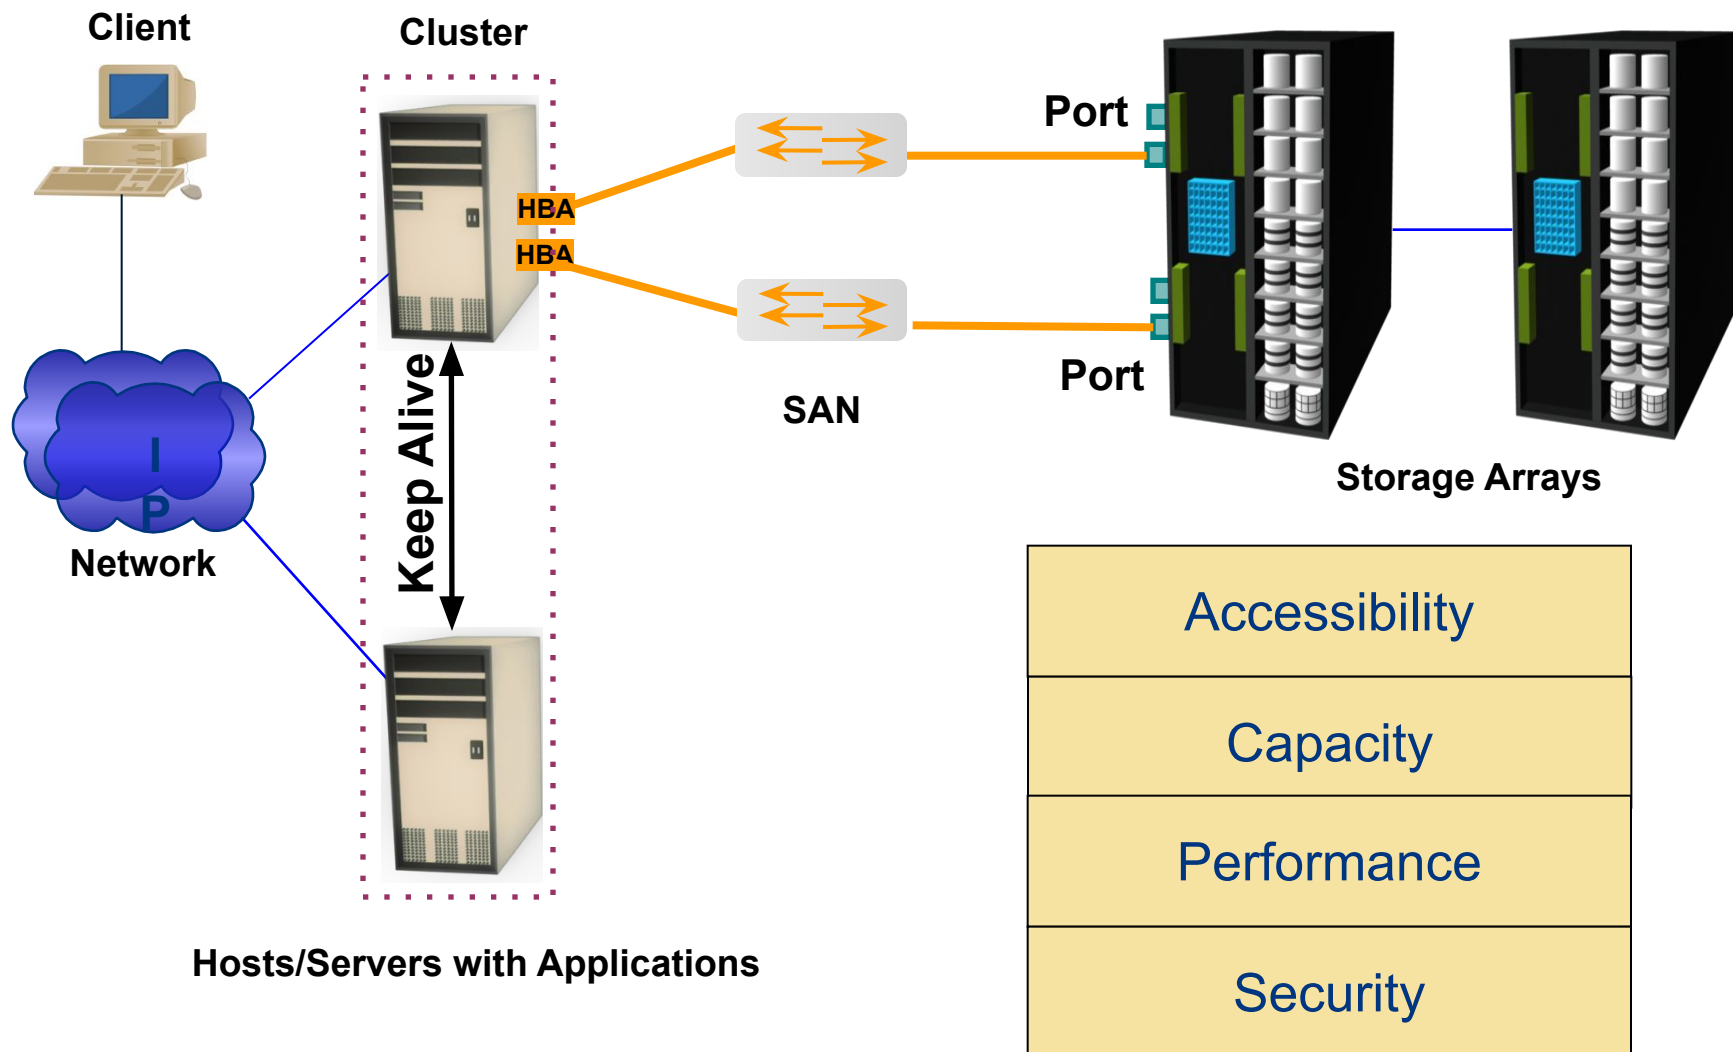 Client
Cluster
Port
HBA
HBA
Keep Alive
I
P
Port
SAN
Network
Storage Arrays
Hosts/Servers with Applications
Accessibility
Capacity
Performance
Security